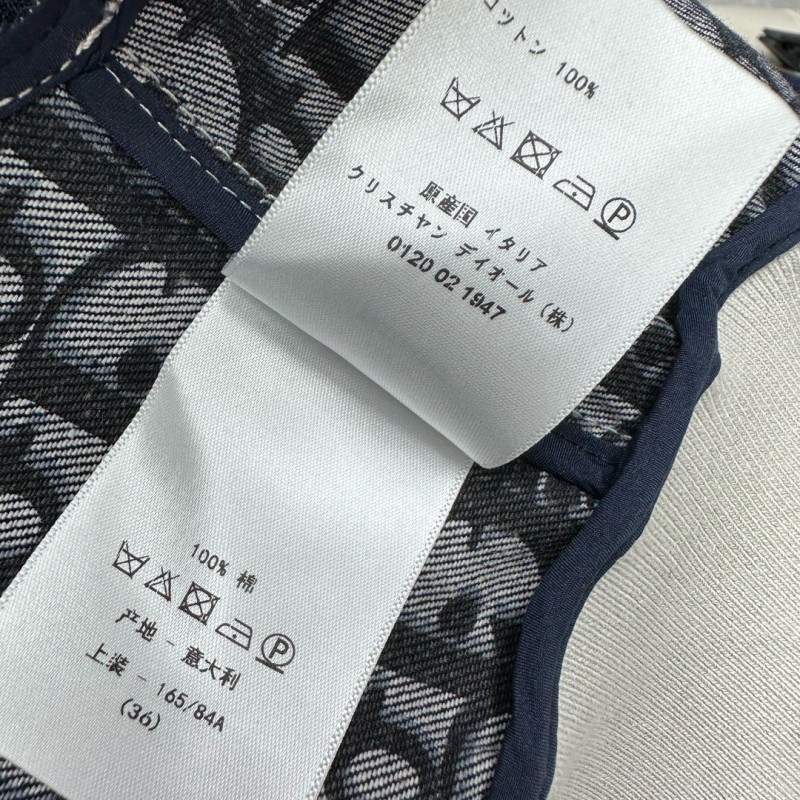 コットン 100%
P
原産国 イタリア
クリスチャン デイオール (株)
0120 02 1947
100% 棉
P
产地 - 意大利
上装 - 165/84A
(36)